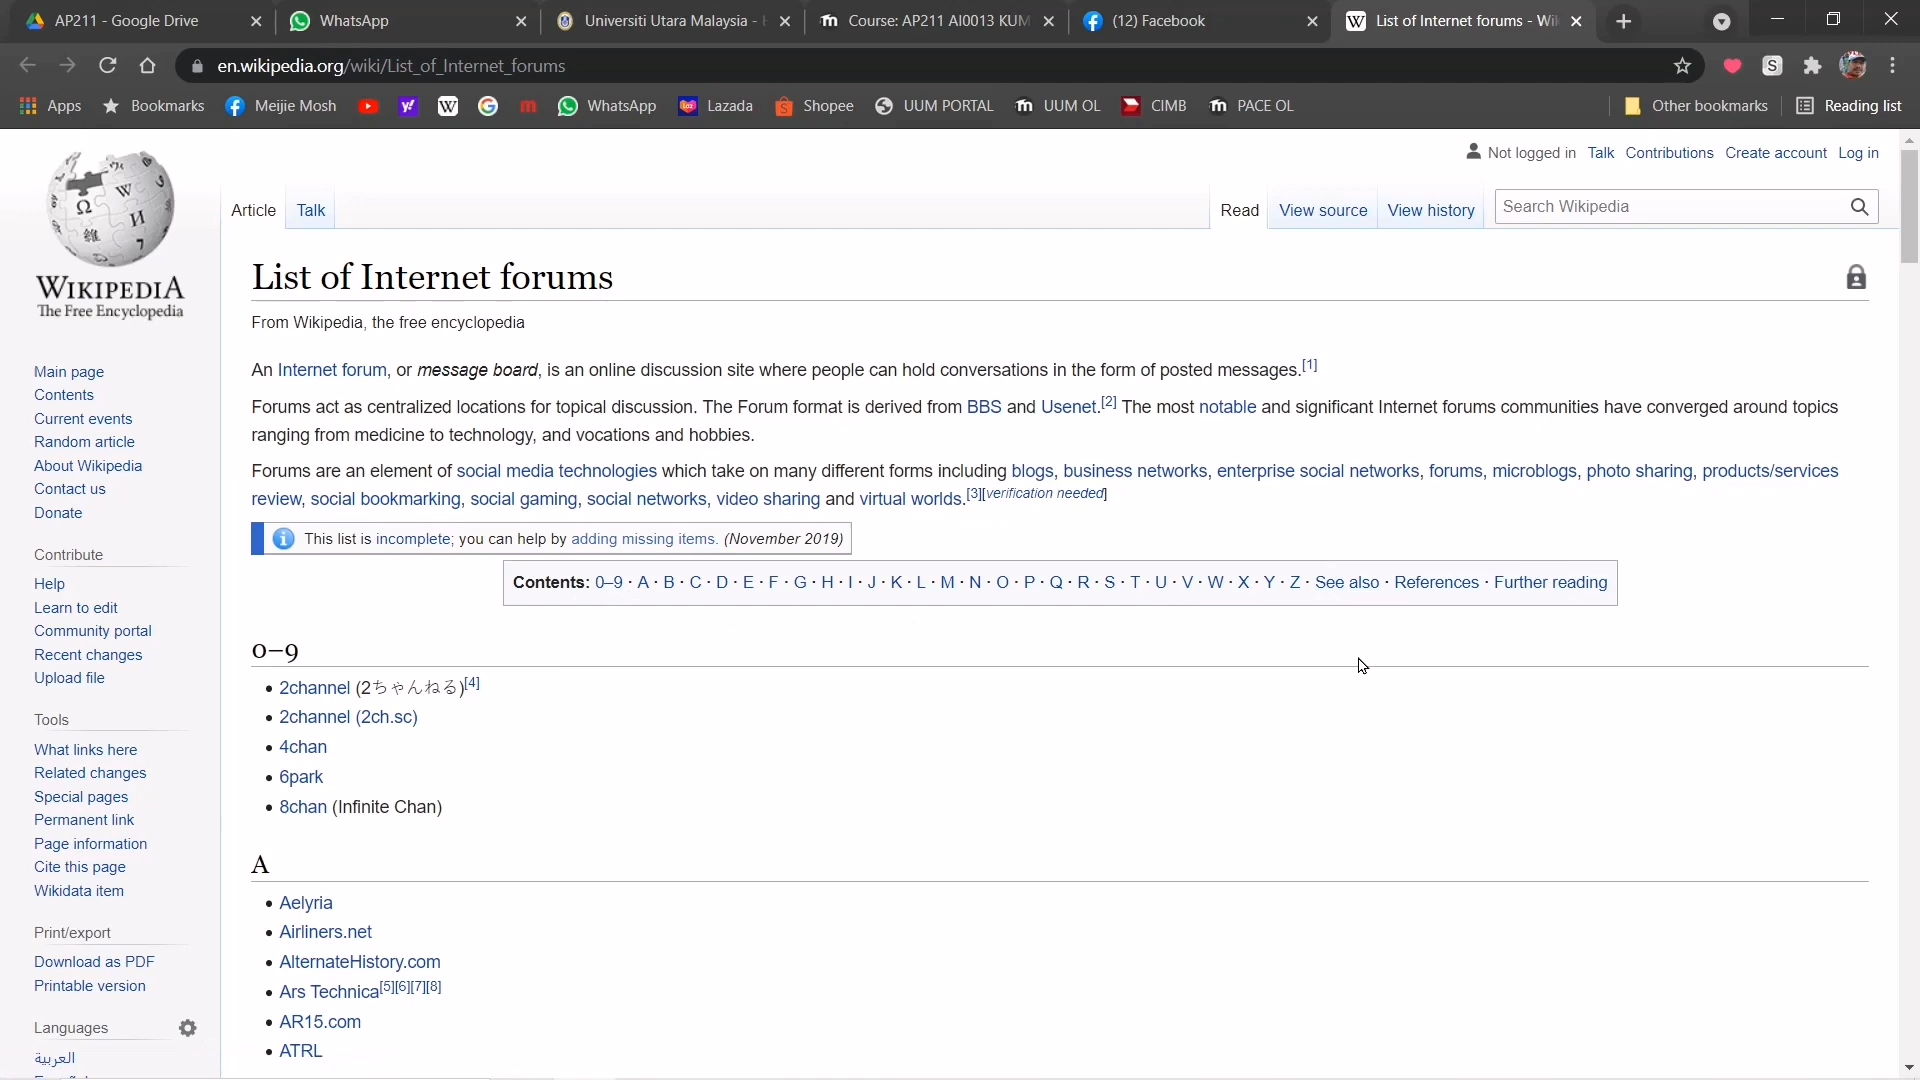 AP211 - Google Drive
WhatsApp
Universiti Utara Malaysia -
Course: AP211 AI0013 KUM
(12) Facebook
List of Internet forums - Wik
en.wikipedia.org/wiki/List_of_Internet_forums
Apps Bookmarks Meijie Mosh WhatsApp Lazada Shopee UUM PORTAL UUM OL CIMB PACE OL Other bookmarks Reading list
Not logged in Talk Contributions Create account Log in
Article Talk Read View source View history Search Wikipedia
WIKIPEDIA
The Free Encyclopedia
Main page
Contents
Current events
Random article
About Wikipedia
Contact us
Donate
Contribute
Help
Learn to edit
Community portal
Recent changes
Upload file
Tools
What links here
Related changes
Special pages
Permanent link
Page information
Cite this page
Wikidata item
Print/export
Download as PDF
Printable version
Languages
العربية
List of Internet forums
From Wikipedia, the free encyclopedia
An Internet forum, or message board, is an online discussion site where people can hold conversations in the form of posted messages.[1]
Forums act as centralized locations for topical discussion. The Forum format is derived from BBS and Usenet.[2] The most notable and significant Internet forums communities have converged around topics
ranging from medicine to technology, and vocations and hobbies.
Forums are an element of social media technologies which take on many different forms including blogs, business networks, enterprise social networks, forums, microblogs, photo sharing, products/services
review, social bookmarking, social gaming, social networks, video sharing and virtual worlds.[3][verification needed]
This list is incomplete; you can help by adding missing items. (November 2019)
Contents: 0–9 · A · B · C · D · E · F · G · H · I · J · K · L · M · N · O · P · Q · R · S · T · U · V · W · X · Y · Z · See also · References · Further reading
0–9
• 2channel (2ちゃんねる)[4]
• 2channel (2ch.sc)
• 4chan
• 6park
• 8chan (Infinite Chan)
A
• Aelyria
• Airliners.net
• AlternateHistory.com
• Ars Technica[5][6][7][8]
• AR15.com
• ATRL